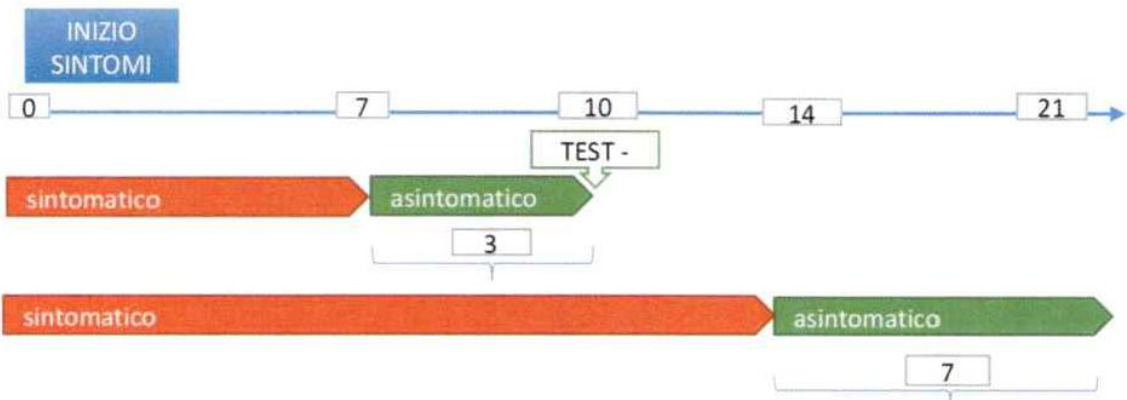 INIZIO
SINTOMI
0 7 10 14 21
TEST -
sintomatico asintomatico
3
sintomatico asintomatico
7